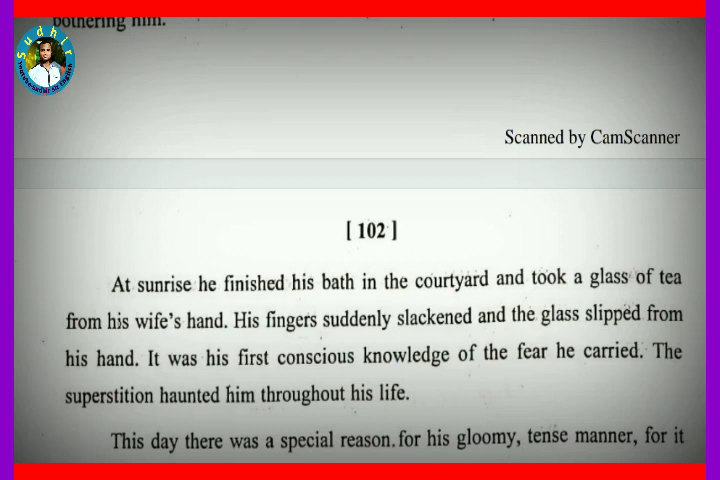 bothering him.
Sudhir
Scanned by CamScanner
[ 102 ]
At sunrise he finished his bath in the courtyard and took a glass of tea
from his wife's hand. His fingers suddenly slackened and the glass slipped from
his hand. It was his first conscious knowledge of the fear he carried. The
superstition haunted him throughout his life.
This day there was a special reason.for his gloomy, tense manner, for it